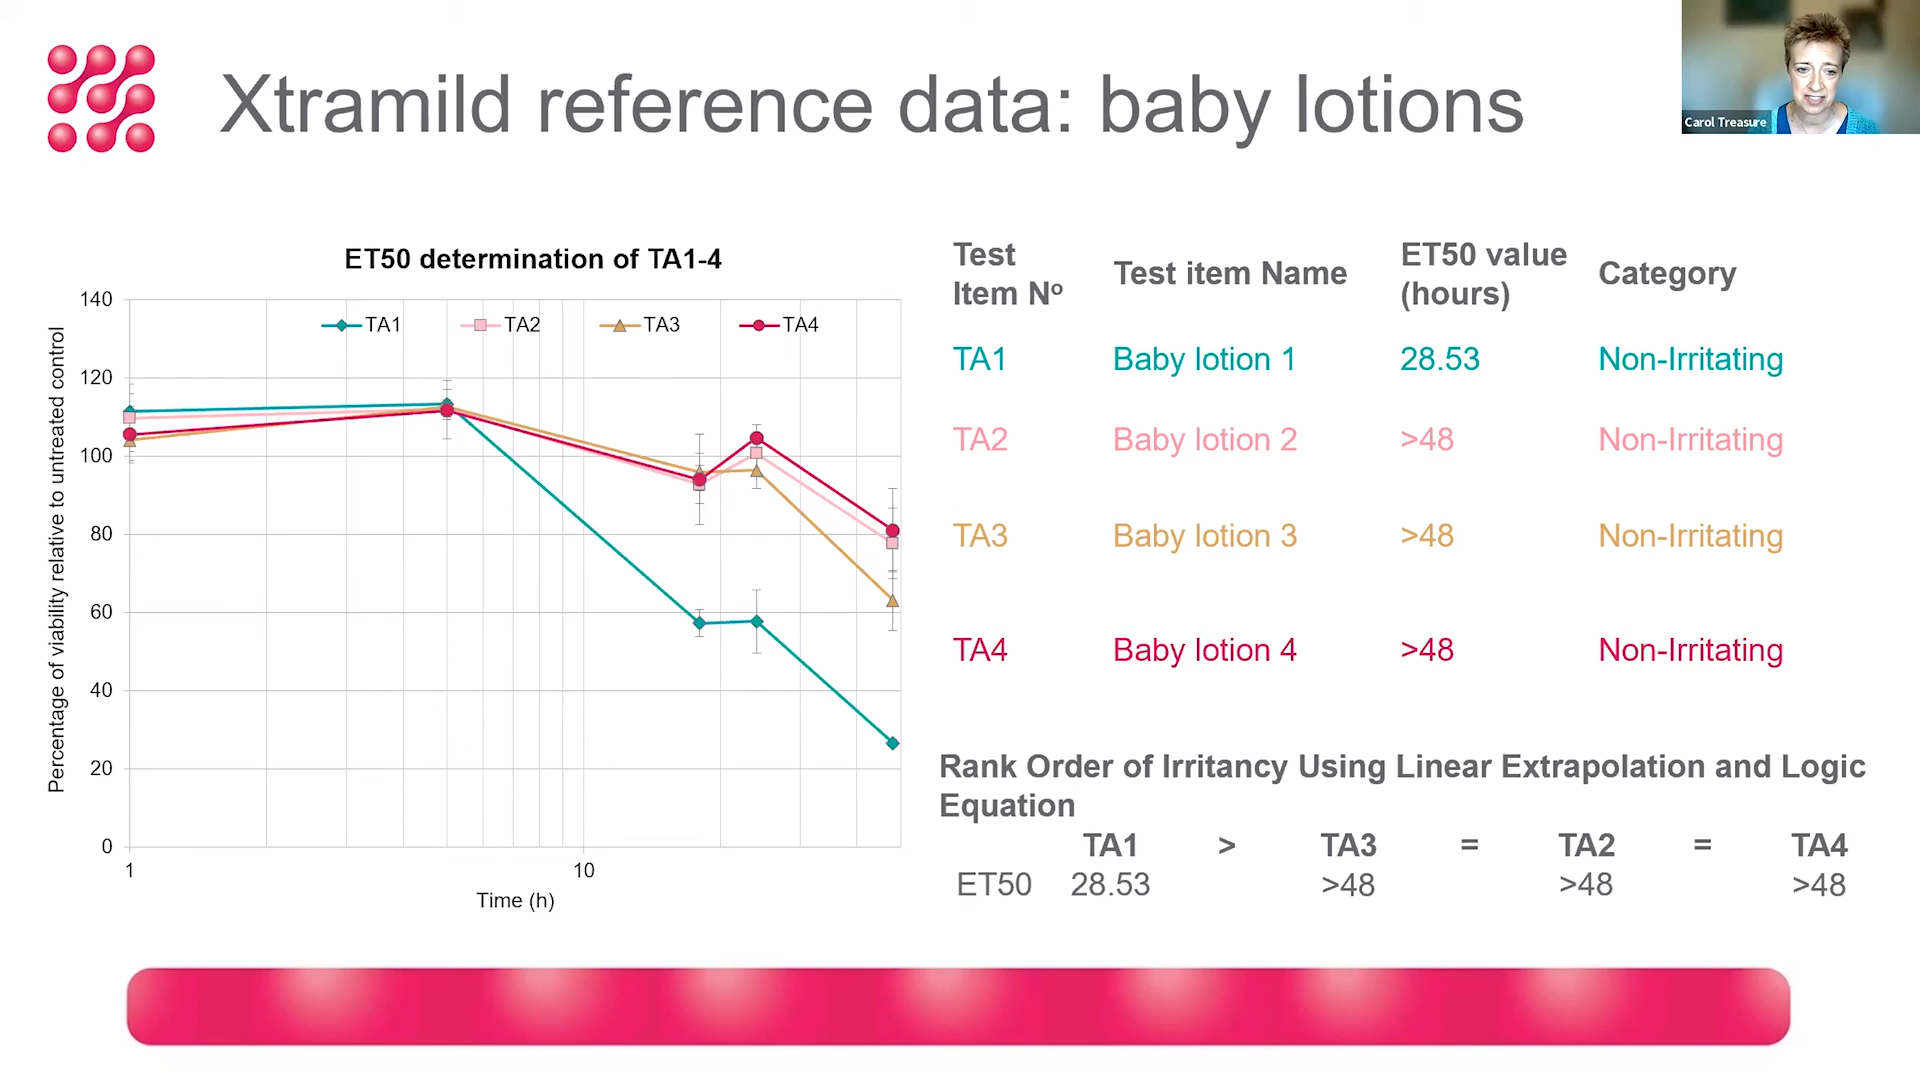 Xtramild reference data: baby lotions
Carol Treasure
ET50 determination of TA1-4
TA1 TA2 TA3 TA4
Percentage of viability relative to untreated control
140
120
100
80
60
40
20
0
1 10
Time (h)
Test Item Nº Test item Name ET50 value (hours) Category
TA1 Baby lotion 1 28.53 Non-Irritating
TA2 Baby lotion 2 >48 Non-Irritating
TA3 Baby lotion 3 >48 Non-Irritating
TA4 Baby lotion 4 >48 Non-Irritating
Rank Order of Irritancy Using Linear Extrapolation and Logic
Equation
TA1 > TA3 = TA2 = TA4
ET50 28.53 >48 >48 >48